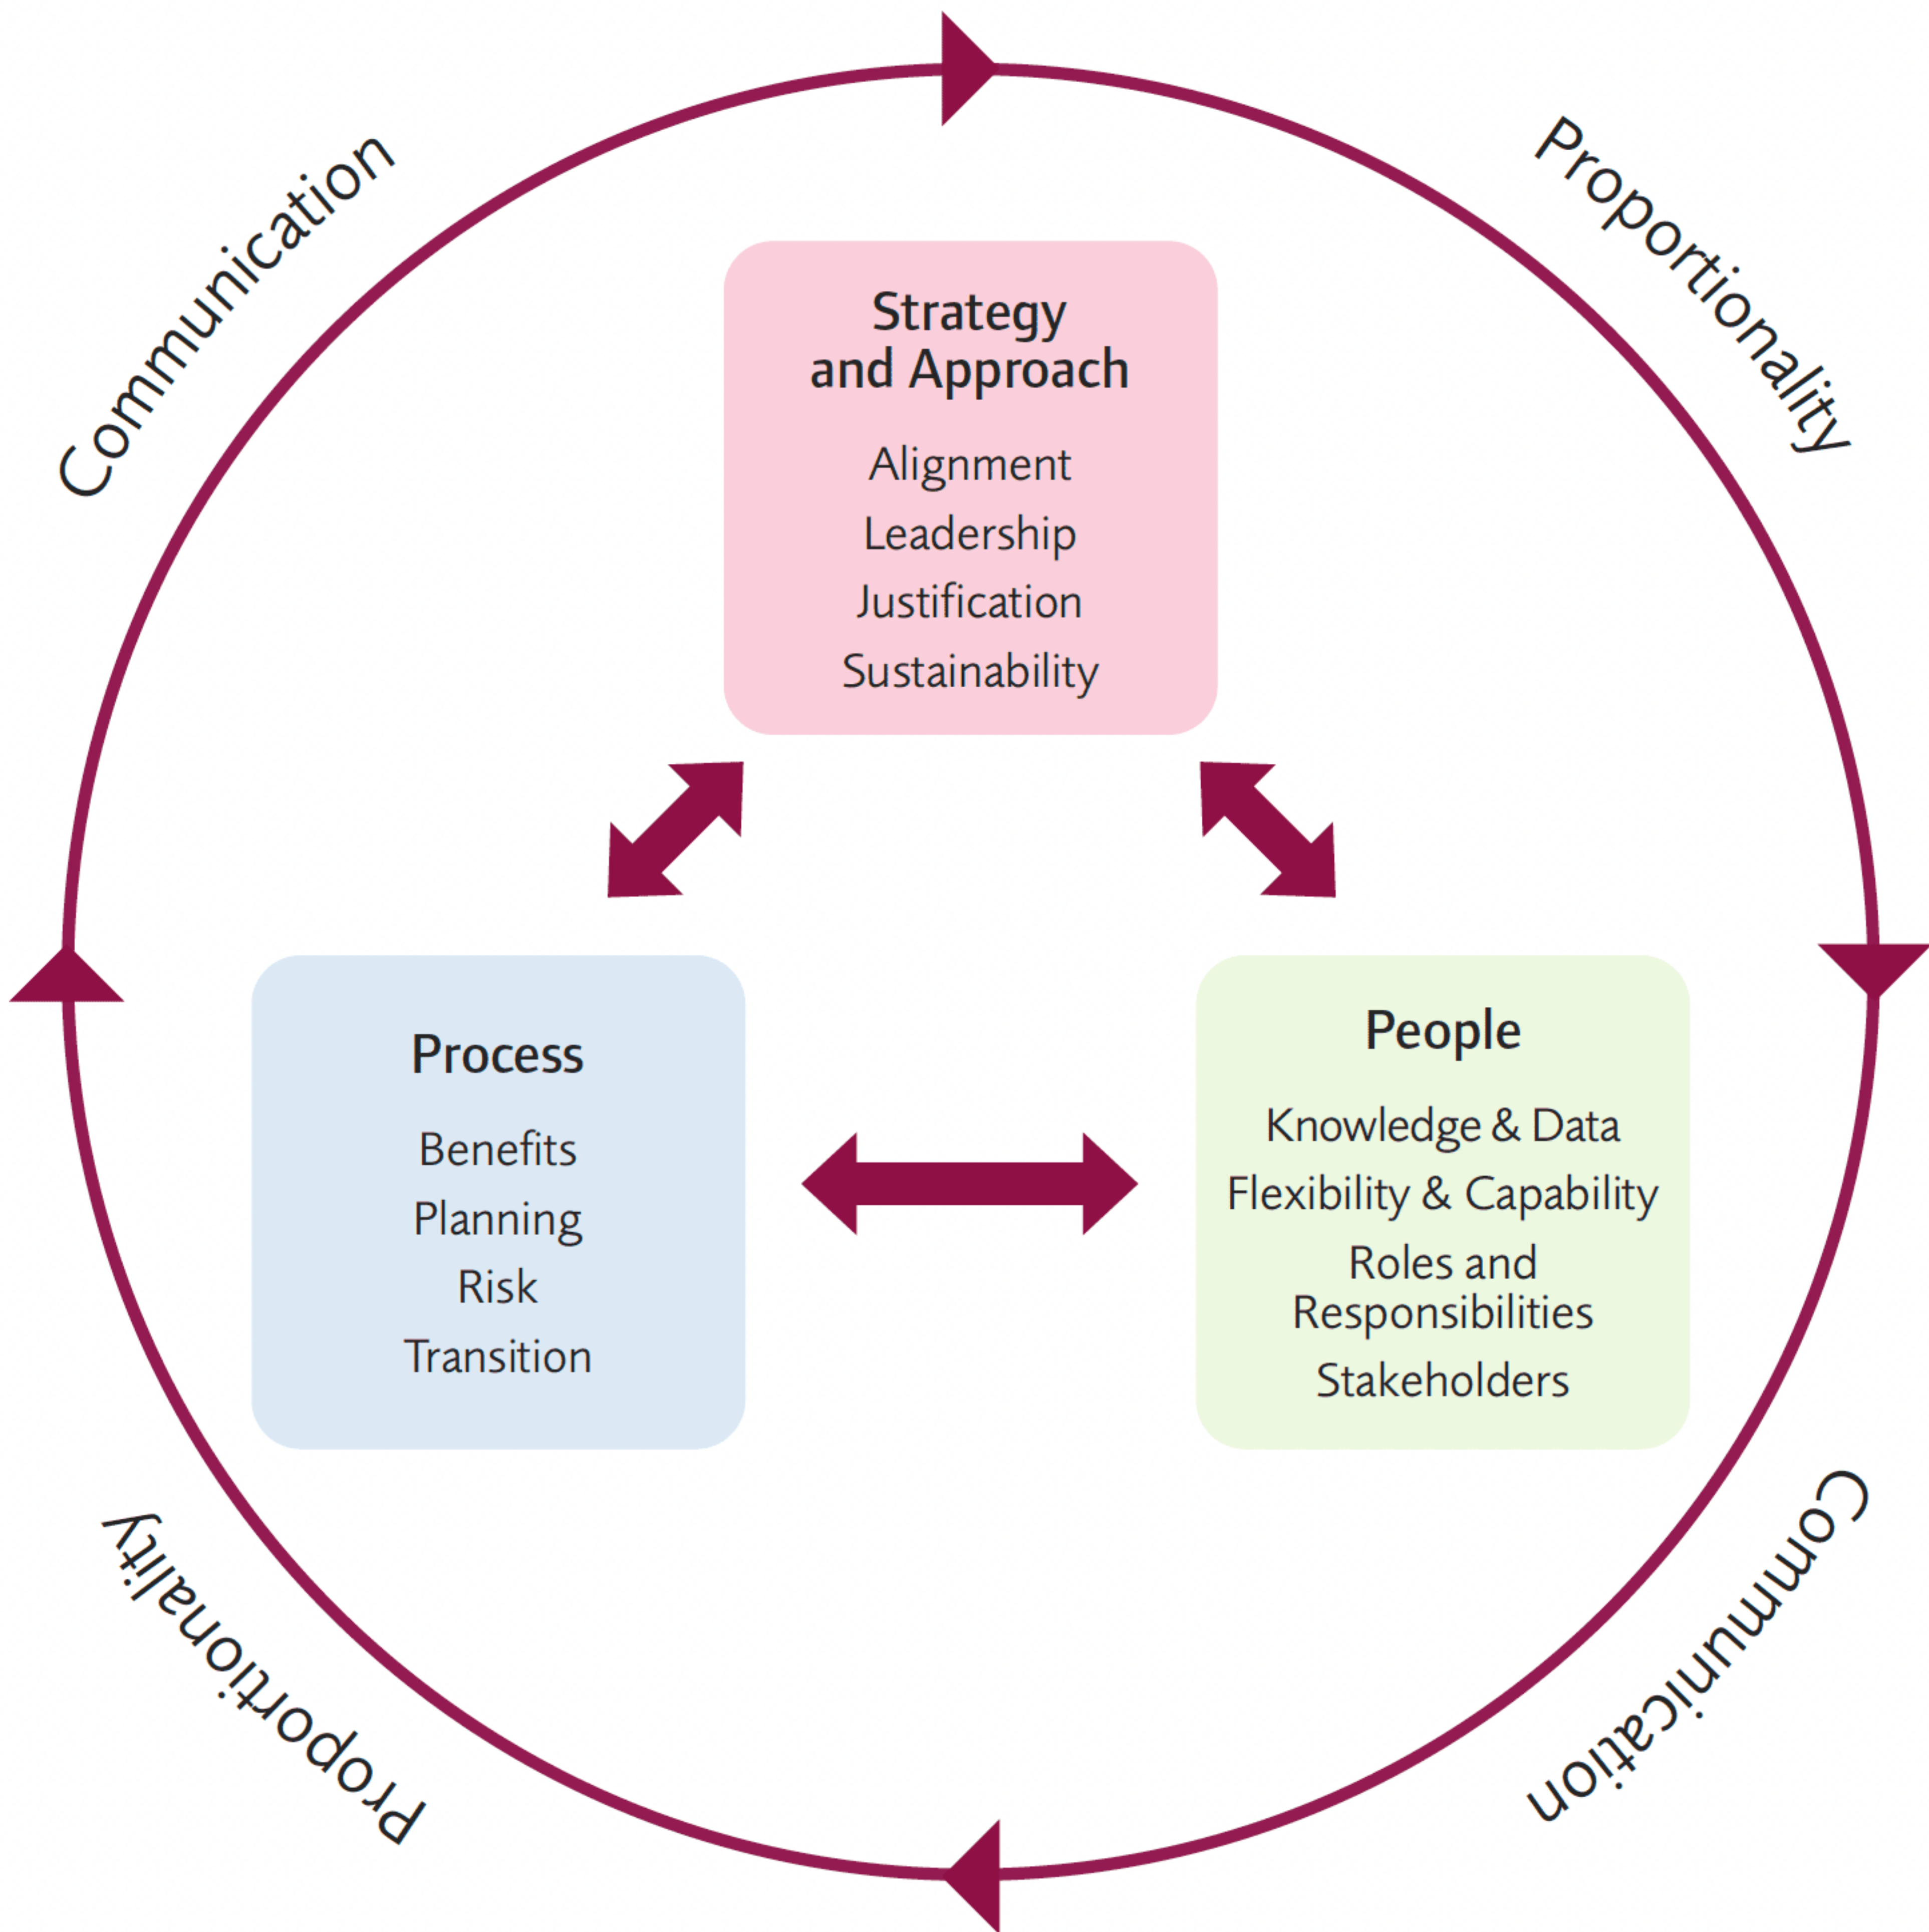 Communication
Proportionality
Strategy
and Approach
Alignment
Leadership
Justification
Sustainability
Process
Benefits
Planning
Risk
Transition
People
Knowledge & Data
Flexibility & Capability
Roles and
Responsibilities
Stakeholders
Proportionality
Communication